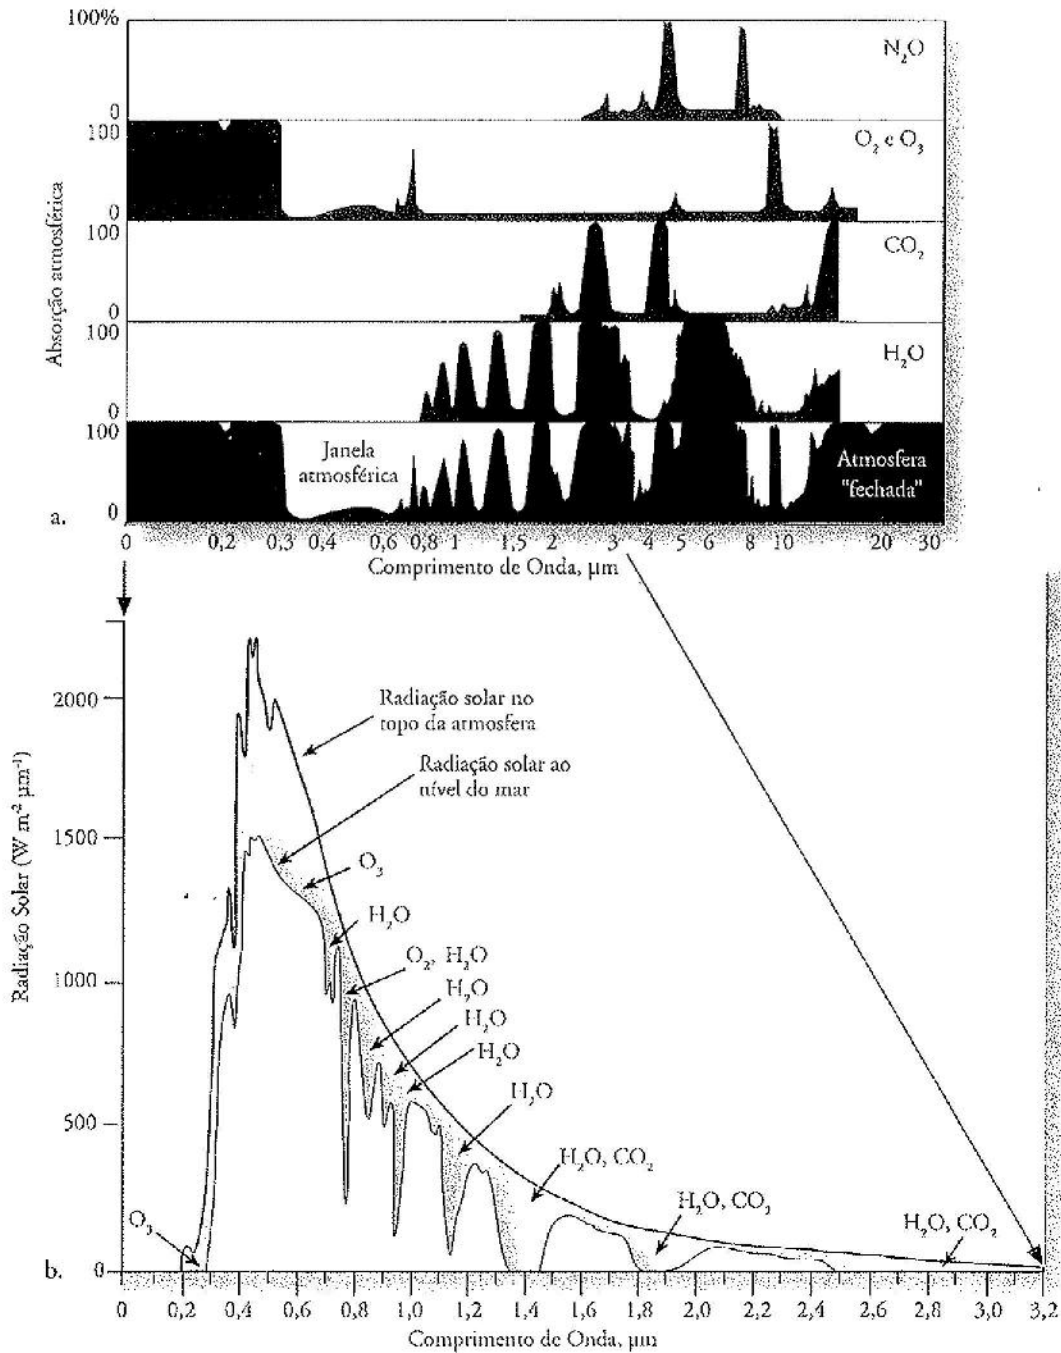 100%
N₂O
0
100
O₂ e O₃
0
100
CO₂
0
100
H₂O
0
100
Janela
atmosférica
Atmosfera
"fechada"
0
Absorção atmosférica
a.
0 0,2 0,3 0,4 0,6 0,8 1 1,5 2 3 4 5 6 8 10 20 30
Comprimento de Onda, µm
2000
Radiação solar no
topo da atmosfera
Radiação solar ao
nível do mar
1500
O₃
H₂O
O₂, H₂O
1000
H₂O
H₂O
H₂O
500
H₂O
H₂O, CO₂
H₂O, CO₂
H₂O, CO₂
O₃
0
Radiação Solar (W m⁻² µm⁻¹)
b.
0 0,2 0,4 0,6 0,8 1,0 1,2 1,4 1,6 1,8 2,0 2,2 2,4 2,6 2,8 3,0 3,2
Comprimento de Onda, µm